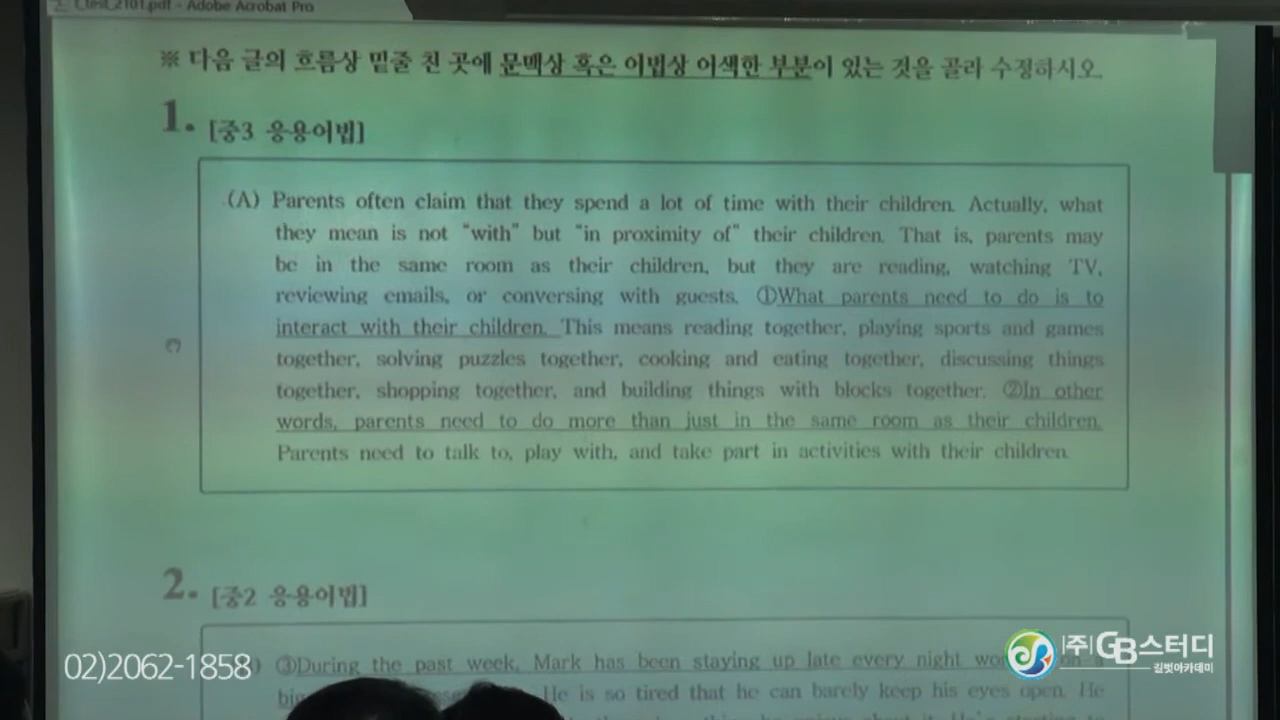 t_test_2101.pdf - Adobe Acrobat Pro
※ 다음 글의 흐름상 밑줄 친 곳에 문맥상 혹은 어법상 어색한 부분이 있는 것을 골라 수정하시오.
1. [중3 응용어법]
(A) Parents often claim that they spend a lot of time with their children. Actually, what
they mean is not "with" but "in proximity of" their children. That is, parents may
be in the same room as their children, but they are reading, watching TV,
reviewing emails, or conversing with guests. ①What parents need to do is to
interact with their children. This means reading together, playing sports and games
together, solving puzzles together, cooking and eating together, discussing things
together, shopping together, and building things with blocks together. ②In other
words, parents need to do more than just in the same room as their children.
Parents need to talk to, play with, and take part in activities with their children.
2. [중2 응용어법]
③During the past week, Mark has been staying up late every night
He is so tired that he can barely keep his eyes open. He
02)2062-1858
(주)GB스터디
길벗아카데미